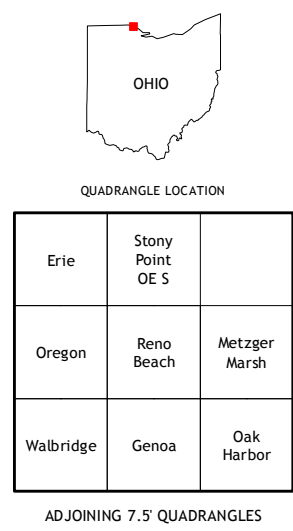 OHIO
QUADRANGLE LOCATION
Erie
Stony
Point
OE S
Oregon
Reno
Beach
Metzger
Marsh
Walbridge
Genoa
Oak
Harbor
ADJOINING 7.5' QUADRANGLES